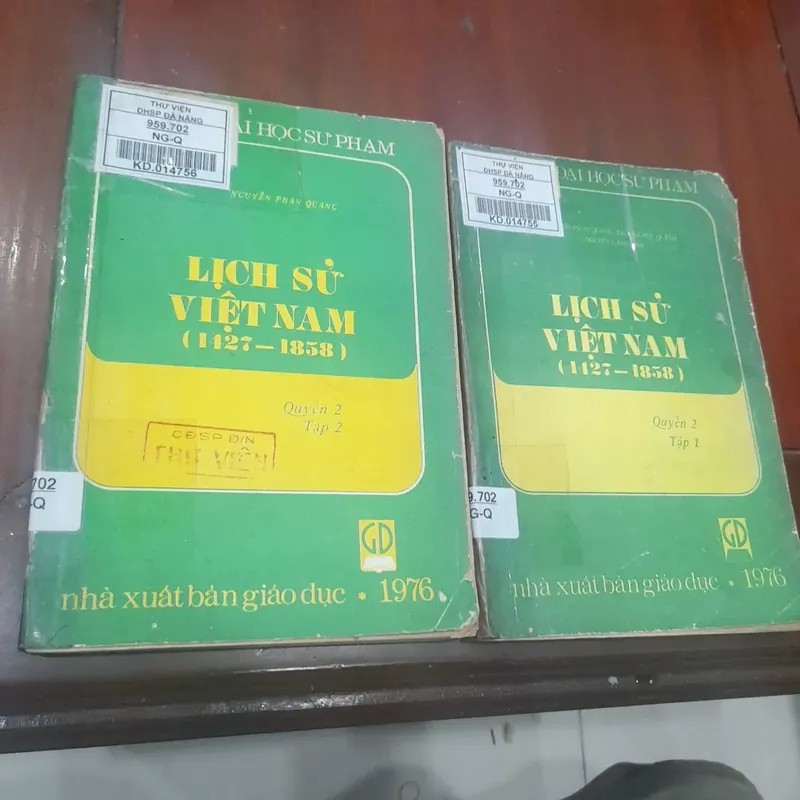 THƯ VIỆN
ĐHSP ĐÀ NẴNG
959.702
NG-Q
KD.014756
ẠI HỌC SƯ PHẠM
NGUYỄN PHAN QUANG
LỊCH SỬ
VIỆT NAM
(1427—1858)
Quyển 2
Tập 2
CĐSP Đ/N
THƯ VIỆN
702
-Q
GD
nhà xuất bản giáo dục * 1976
THƯ VIỆN
ĐHSP ĐÀ NẴNG
959.702
NG-Q
KD.014755
ĐẠI HỌC SƯ PHẠM
LỊCH SỬ
VIỆT NAM
(1427—1858)
Quyển 2
Tập 1
9.702
G-Q
GD
nhà xuất bản giáo dục • 1976